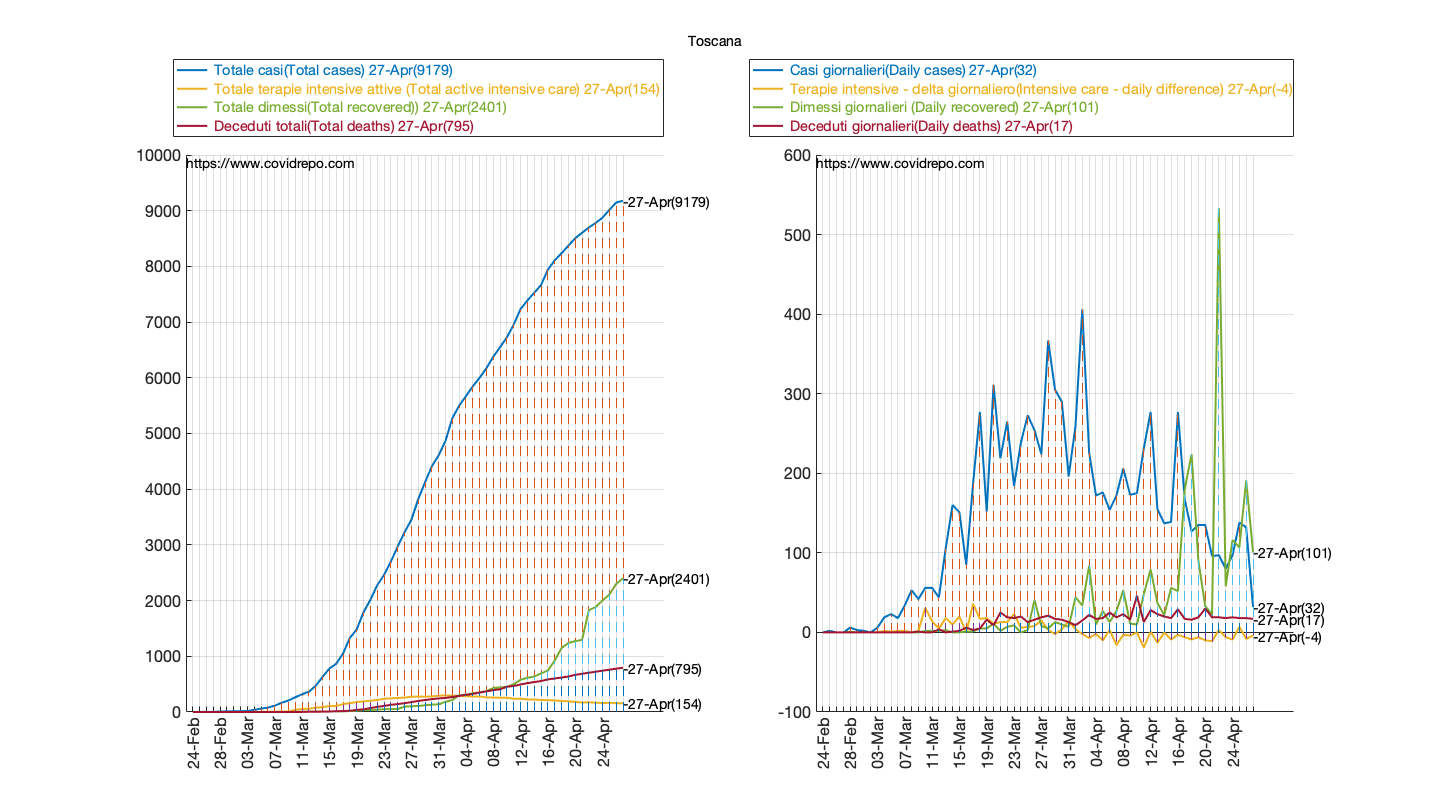 Toscana
Totale casi(Total cases) 27-Apr(9179)
Totale terapie intensive attive (Total active intensive care) 27-Apr(154)
Totale dimessi(Total recovered)) 27-Apr(2401)
Deceduti totali(Total deaths) 27-Apr(795)
10000
https://www.covidrepo.com
9000
8000
7000
6000
5000
4000
3000
2000
1000
0
-27-Apr(9179)
-27-Apr(2401)
-27-Apr(795)
-27-Apr(154)
24-Feb
28-Feb
03-Mar
07-Mar
11-Mar
15-Mar
19-Mar
23-Mar
27-Mar
31-Mar
04-Apr
08-Apr
12-Apr
16-Apr
20-Apr
24-Apr
Casi giornalieri(Daily cases) 27-Apr(32)
Terapie intensive - delta giornaliero(Intensive care - daily difference) 27-Apr(-4)
Dimessi giornalieri (Daily recovered) 27-Apr(101)
Deceduti giornalieri(Daily deaths) 27-Apr(17)
600
https://www.covidrepo.com
500
400
300
200
100
0
-100
-27-Apr(101)
-27-Apr(32)
-27-Apr(17)
-27-Apr(-4)
24-Feb
28-Feb
03-Mar
07-Mar
11-Mar
15-Mar
19-Mar
23-Mar
27-Mar
31-Mar
04-Apr
08-Apr
12-Apr
16-Apr
20-Apr
24-Apr